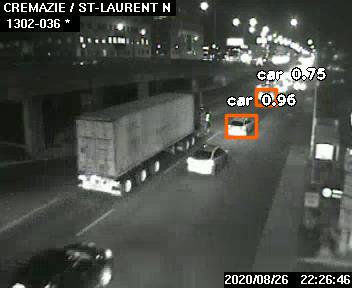 CREMAZIE / ST-LAURENT N
1302-036 *
car 0.75
car 0.96
2020/08/26 22:26:46